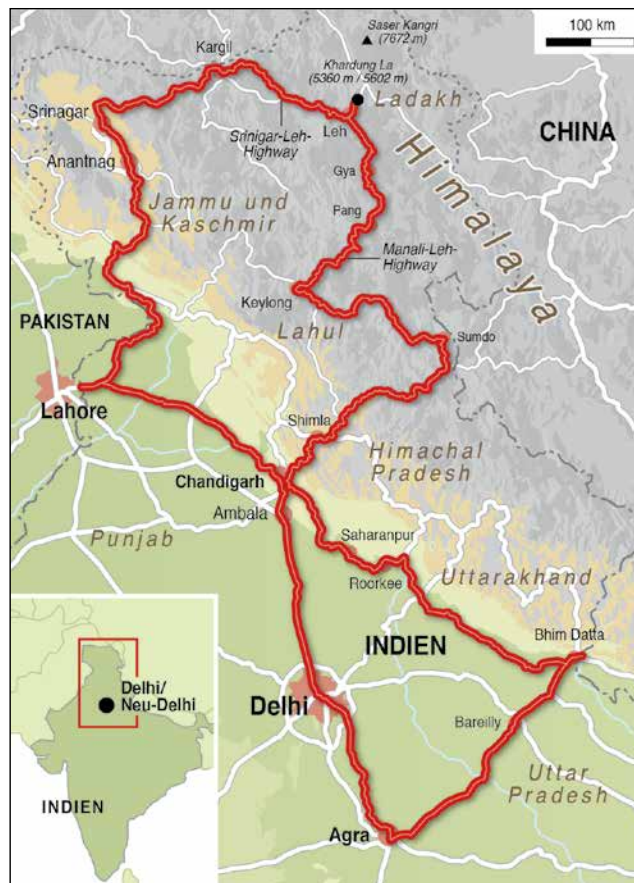 Saser Kangri
(7672 m)
100 km
Kargil
Khardung La
(5360 m / 5602 m)
Ladakh
CHINA
Srinagar
Srinigar-Leh-
Highway
Leh
Himalaya
Anantnag
Gya
Jammu und
Kaschmir
Pang
Manali-Leh-
Highway
Keylong
PAKISTAN
Lahul
Sumdo
Lahore
Shimla
Himachal
Pradesh
Chandigarh
Ambala
Punjab
Saharanpur
Uttarakhand
Roorkee
INDIEN
Bhim Datta
Delhi/
Neu-Delhi
Delhi
Bareilly
Uttar
Pradesh
INDIEN
Agra